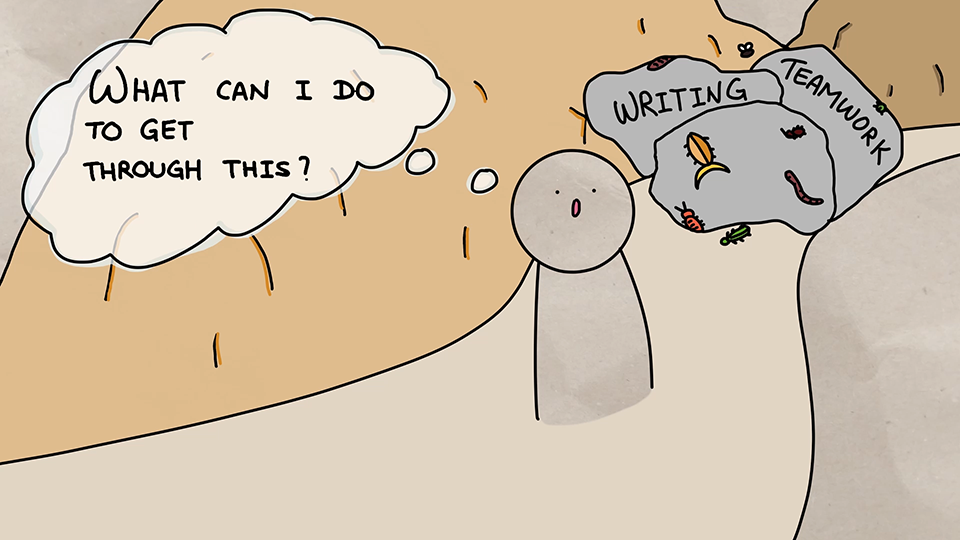 WHAT CAN I DO
TO GET
THROUGH THIS?
WRITING
TEAMWORK